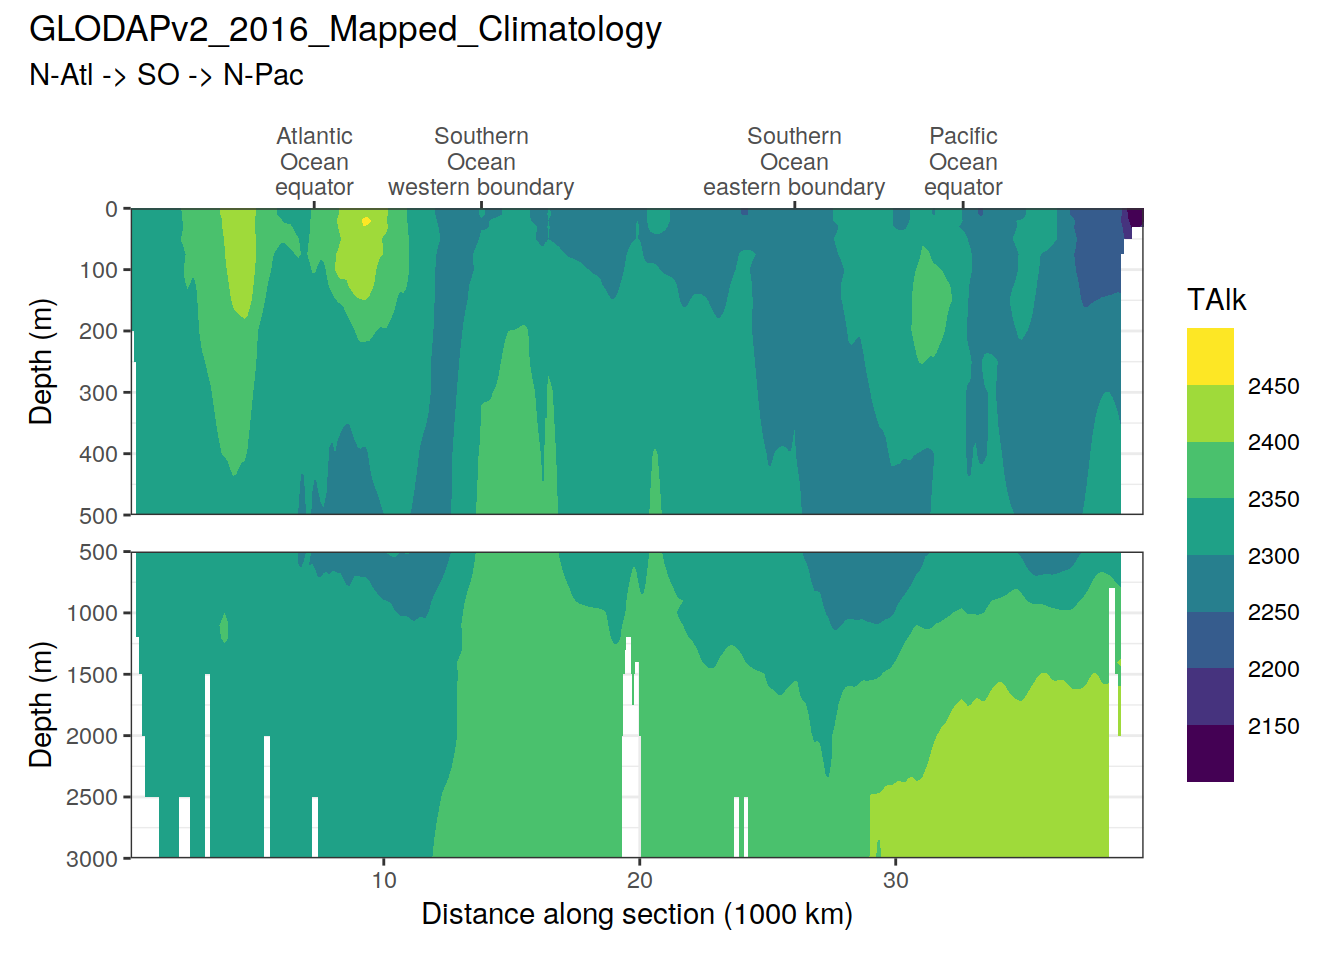 GLODAPv2_2016_Mapped_Climatology
N-Atl -> SO -> N-Pac
Atlantic
Ocean
equator
Southern
Ocean
western boundary
Southern
Ocean
eastern boundary
Pacific
Ocean
equator
0
100
200
300
400
500
Depth (m)
500
1000
1500
2000
2500
3000
Depth (m)
10
20
30
Distance along section (1000 km)
TAlk
2450
2400
2350
2300
2250
2200
2150